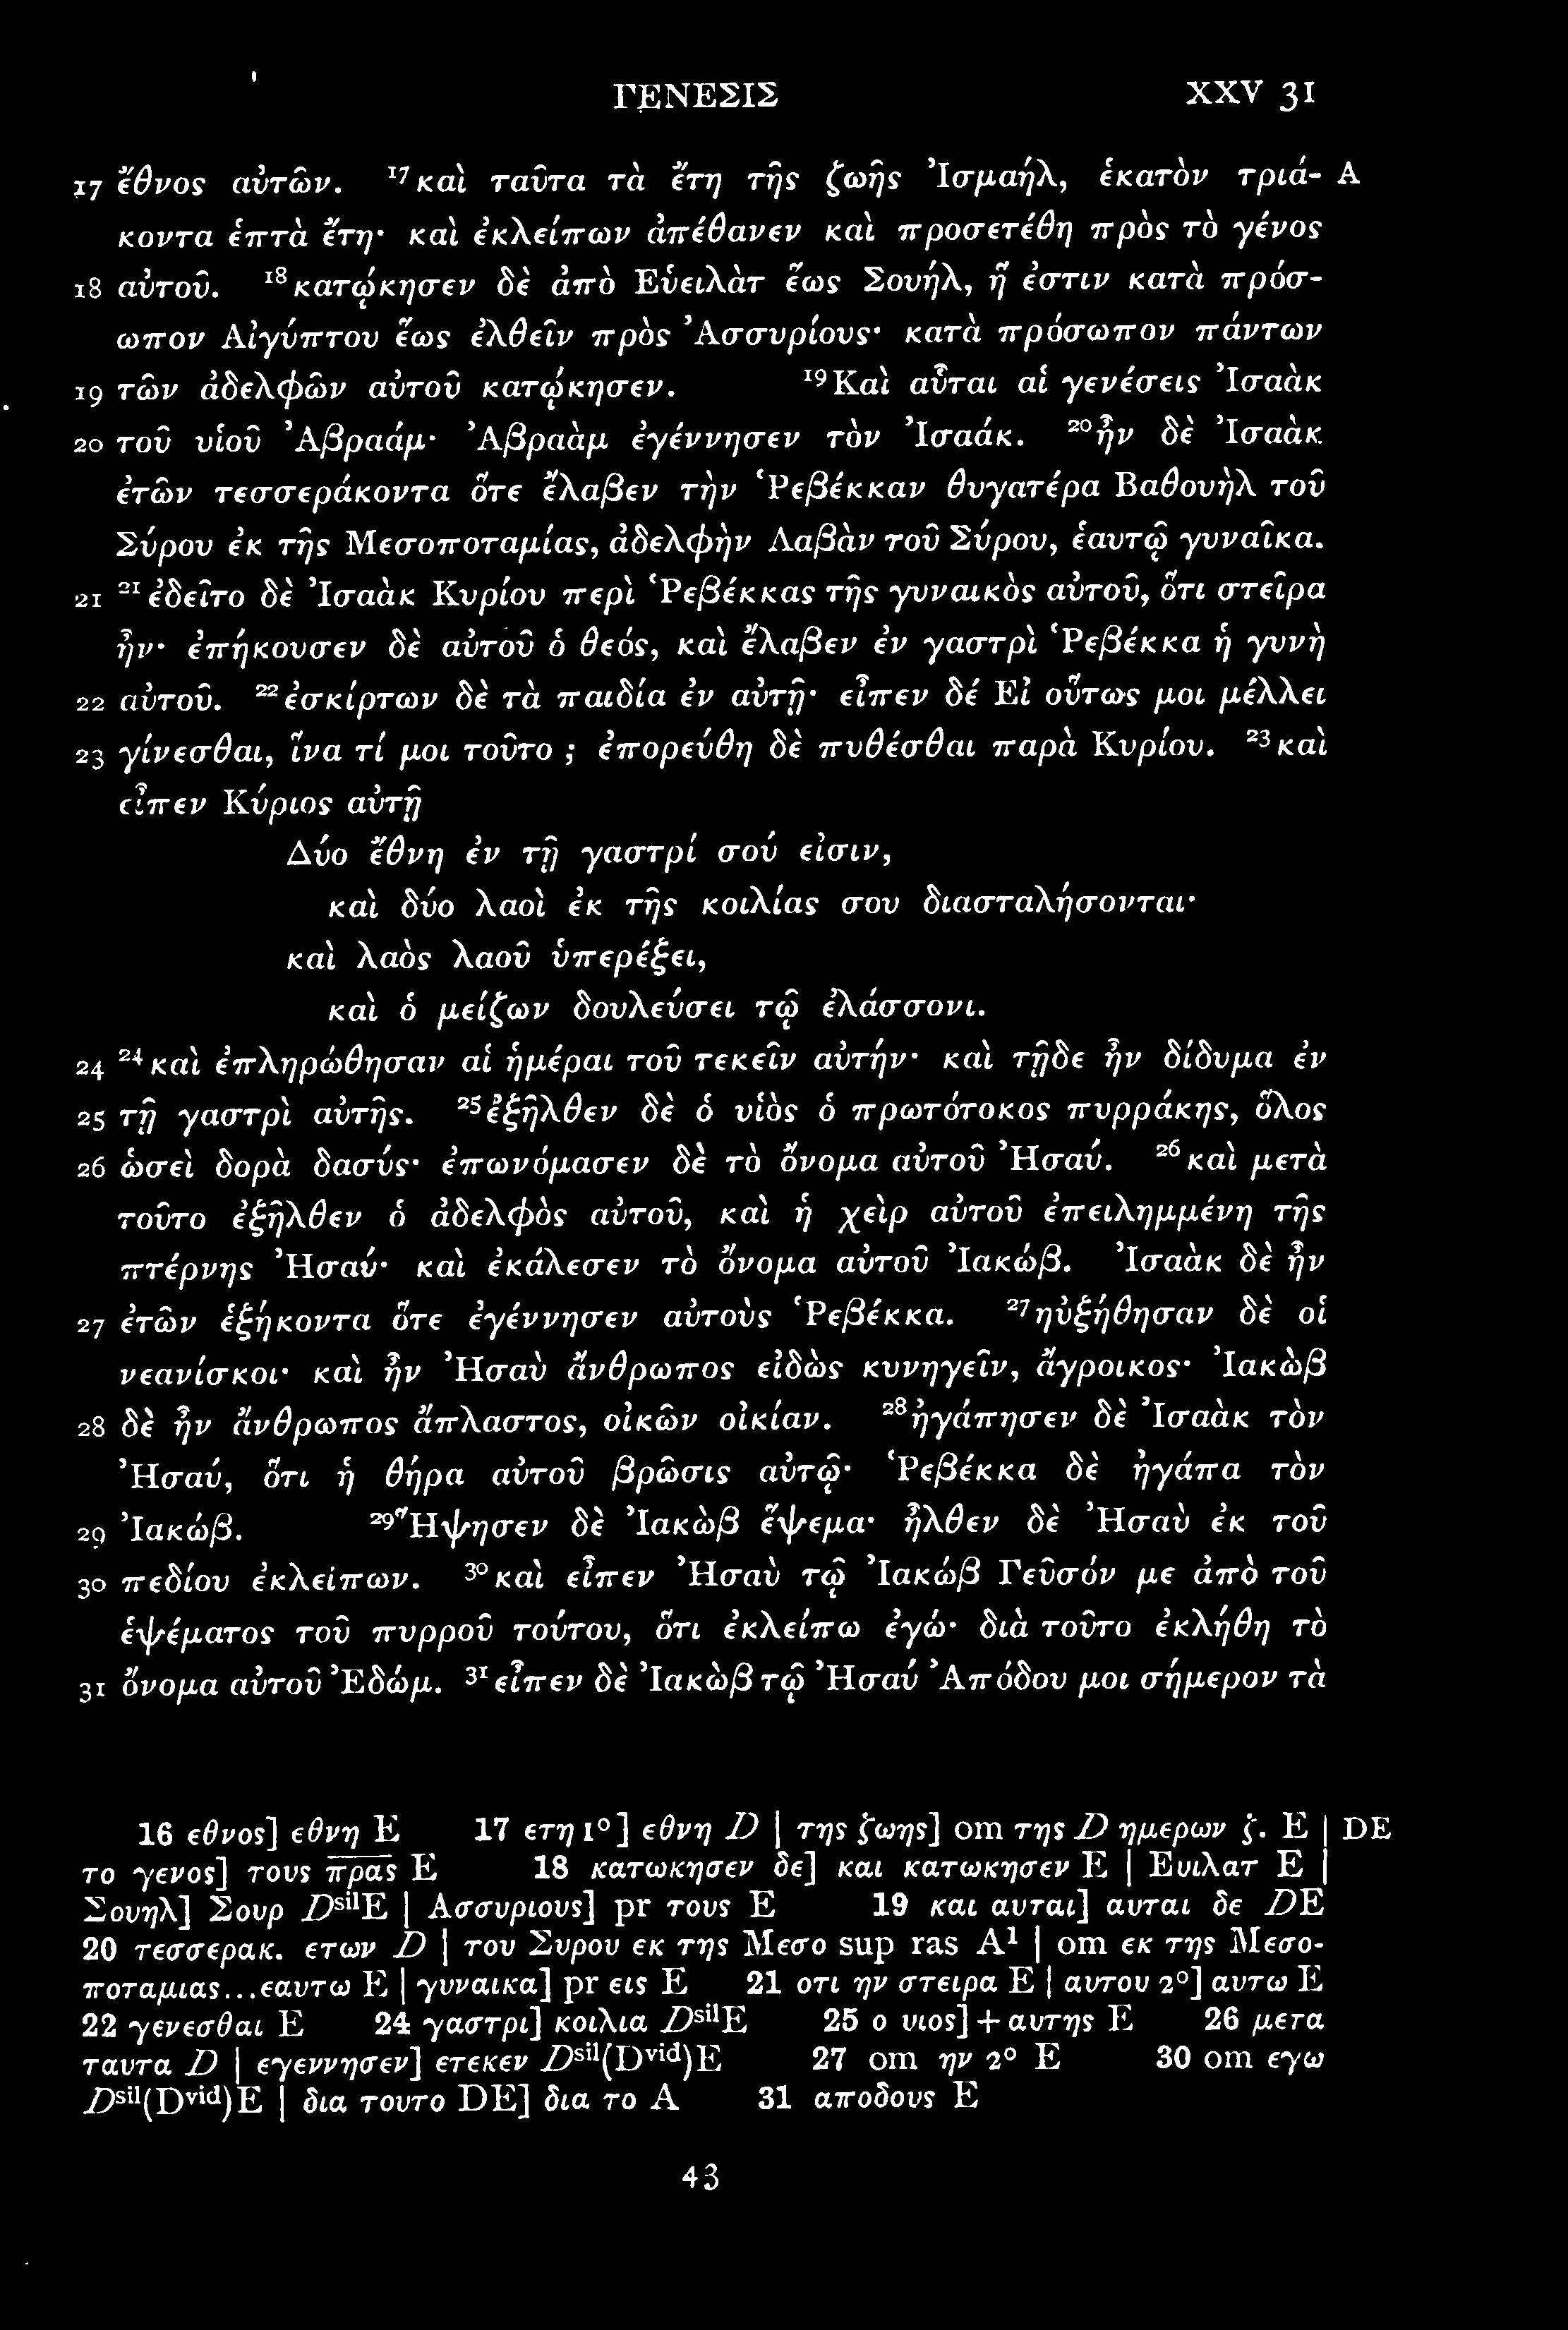 ΓΕΝΕΣΙΣ XXV 31
17 ἔθνος αὐτῶν. ¹⁷καὶ ταῦτα τὰ ἔτη τῆς ζωῆς Ἰσμαήλ, ἑκατὸν τριά- A
κοντα ἑπτὰ ἔτη· καὶ ἐκλείπων ἀπέθανεν καὶ προσετέθη πρὸς τὸ γένος
18 αὐτοῦ. ¹⁸κατῴκησεν δὲ ἀπὸ Εὑειλὰτ ἕως Σουήλ, ἥ ἐστιν κατὰ πρόσ-
ωπον Αἰγύπτου ἕως ἐλθεῖν πρὸς Ἀσσυρίους· κατὰ πρόσωπον πάντων
19 τῶν ἀδελφῶν αὐτοῦ κατῴκησεν. ¹⁹Καὶ αὗται αἱ γενέσεις Ἰσαὰκ
20 τοῦ υἱοῦ Ἀβραάμ· Ἀβραὰμ ἐγέννησεν τὸν Ἰσαάκ. ²⁰ἦν δὲ Ἰσαὰκ
ἐτῶν τεσσεράκοντα ὅτε ἔλαβεν τὴν Ῥεβέκκαν θυγατέρα Βαθουὴλ τοῦ
Σύρου ἐκ τῆς Μεσοποταμίας, ἀδελφὴν Λαβὰν τοῦ Σύρου, ἑαυτῷ γυναῖκα.
21 ²¹ἐδεῖτο δὲ Ἰσαὰκ Κυρίου περὶ Ῥεβέκκας τῆς γυναικὸς αὐτοῦ, ὅτι στεῖρα
ἦν· ἐπήκουσεν δὲ αὐτοῦ ὁ θεός, καὶ ἔλαβεν ἐν γαστρὶ Ῥεβέκκα ἡ γυνὴ
22 αὐτοῦ. ²²ἐσκίρτων δὲ τὰ παιδία ἐν αὐτῇ· εἶπεν δέ Εἰ οὕτως μοι μέλλει
23 γίνεσθαι, ἵνα τί μοι τοῦτο ; ἐπορεύθη δὲ πυθέσθαι παρὰ Κυρίου. ²³καὶ
εἶπεν Κύριος αὐτῇ
Δύο ἔθνη ἐν τῇ γαστρί σού εἰσιν,
καὶ δύο λαοὶ ἐκ τῆς κοιλίας σου διασταλήσονται·
καὶ λαὸς λαοῦ ὑπερέξει,
καὶ ὁ μείζων δουλεύσει τῷ ἐλάσσονι.
24 ²⁴καὶ ἐπληρώθησαν αἱ ἡμέραι τοῦ τεκεῖν αὐτήν· καὶ τῇδε ἦν δίδυμα ἐν
25 τῇ γαστρὶ αὐτῆς. ²⁵ἐξῆλθεν δὲ ὁ υἱὸς ὁ πρωτότοκος πυρράκης, ὅλος
26 ὡσεὶ δορὰ δασύς· ἐπωνόμασεν δὲ τὸ ὄνομα αὐτοῦ Ἠσαύ. ²⁶καὶ μετὰ
τοῦτο ἐξῆλθεν ὁ ἀδελφὸς αὐτοῦ, καὶ ἡ χεὶρ αὐτοῦ ἐπειλημμένη τῆς
πτέρνης Ἠσαύ· καὶ ἐκάλεσεν τὸ ὄνομα αὐτοῦ Ἰακώβ. Ἰσαὰκ δὲ ἦν
27 ἐτῶν ἑξήκοντα ὅτε ἐγέννησεν αὐτοὺς Ῥεβέκκα. ²⁷ηὐξήθησαν δὲ οἱ
νεανίσκοι· καὶ ἦν Ἠσαὺ ἄνθρωπος εἰδὼς κυνηγεῖν, ἄγροικος· Ἰακὼβ
28 δὲ ἦν ἄνθρωπος ἄπλαστος, οἰκῶν οἰκίαν. ²⁸ἠγάπησεν δὲ Ἰσαὰκ τὸν
Ἠσαύ, ὅτι ἡ θήρα αὐτοῦ βρῶσις αὐτῷ· Ῥεβέκκα δὲ ἠγάπα τὸν
29 Ἰακώβ. ²⁹Ἥψησεν δὲ Ἰακὼβ ἕψεμα· ἦλθεν δὲ Ἠσαὺ ἐκ τοῦ
30 πεδίου ἐκλείπων. ³⁰καὶ εἶπεν Ἠσαὺ τῷ Ἰακώβ Γεῦσόν με ἀπὸ τοῦ
ἑψέματος τοῦ πυρροῦ τούτου, ὅτι ἐκλείπω ἐγώ· διὰ τοῦτο ἐκλήθη τὸ
31 ὄνομα αὐτοῦ Ἐδώμ. ³¹εἶπεν δὲ Ἰακὼβ τῷ Ἠσαύ Ἀπόδου μοι σήμερον τὰ
16 εθνος] εθνη E 17 ετη 1°] εθνη D | της ζωης] om της D ημερων ζ. E | DE
το γενος] τους π̅ρ̅α̅ς E 18 κατωκησεν δε] και κατωκησεν E | Ευιλατ E |
Σουηλ] Σουρ Dˢⁱˡ E | Ασσυριους] pr τους E 19 και αυται] αυται δε DE
20 τεσσερακ. ετων D | του Συρου εκ της Μεσο sup ras A¹ | om εκ της Μεσο-
ποταμιας...εαυτω E | γυναικα] pr εις E 21 οτι ην στειρα E | αυτου 2°] αυτω E
22 γενεσθαι E 24 γαστρι] κοιλια Dˢⁱˡ E 25 ο υιος] + αυτης E 26 μετα
ταυτα D | εγεννησεν] ετεκεν Dˢⁱˡ(Dᵛⁱᵈ)E 27 om ην 2° E 30 om εγω
Dˢⁱˡ(Dᵛⁱᵈ)E | δια τουτο DE] δια το A 31 αποδους E
43